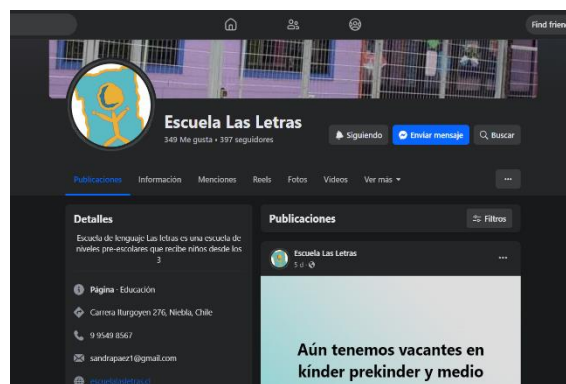 Find frien
Escuela Las Letras
349 Me gusta • 397 seguidores
Siguiendo
Enviar mensaje
Buscar
Publicaciones
Información
Menciones
Reels
Fotos
Videos
Ver más
Detalles
Escuela de lenguaje Las letras es una escuela de
niveles pre-escolares que recibe niños desde los
3
Página · Educación
Carrera Iturgoyen 276, Niebla, Chile
9 9549 8567
sandrapaez1@gmail.com
escuelaslasletras.cl
Publicaciones
Filtros
Escuela Las Letras
5 d
Aún tenemos vacantes en
kínder prekinder y medio